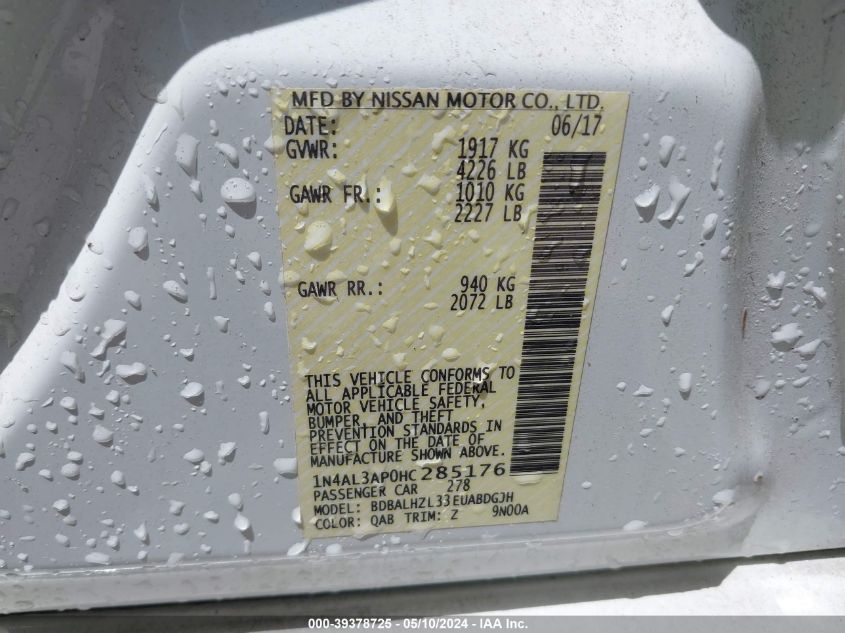 MFD BY NISSAN MOTOR CO., LTD.
DATE: 06/17
GVWR: 1917 KG
4226 LB
GAWR FR.: 1010 KG
2227 LB
GAWR RR.: 940 KG
2072 LB
THIS VEHICLE CONFORMS TO
ALL APPLICABLE FEDERAL
MOTOR VEHICLE SAFETY,
BUMPER, AND THEFT
PREVENTION STANDARDS IN
EFFECT ON THE DATE OF
MANUFACTURE SHOWN ABOVE.
1N4AL3AP0HC285176
PASSENGER CAR 278
MODEL: BDBALHZL33EUABDGJH
COLOR: QAB TRIM: Z 9N00A
000-39378725 - 05/10/2024 - © IAA, Inc.